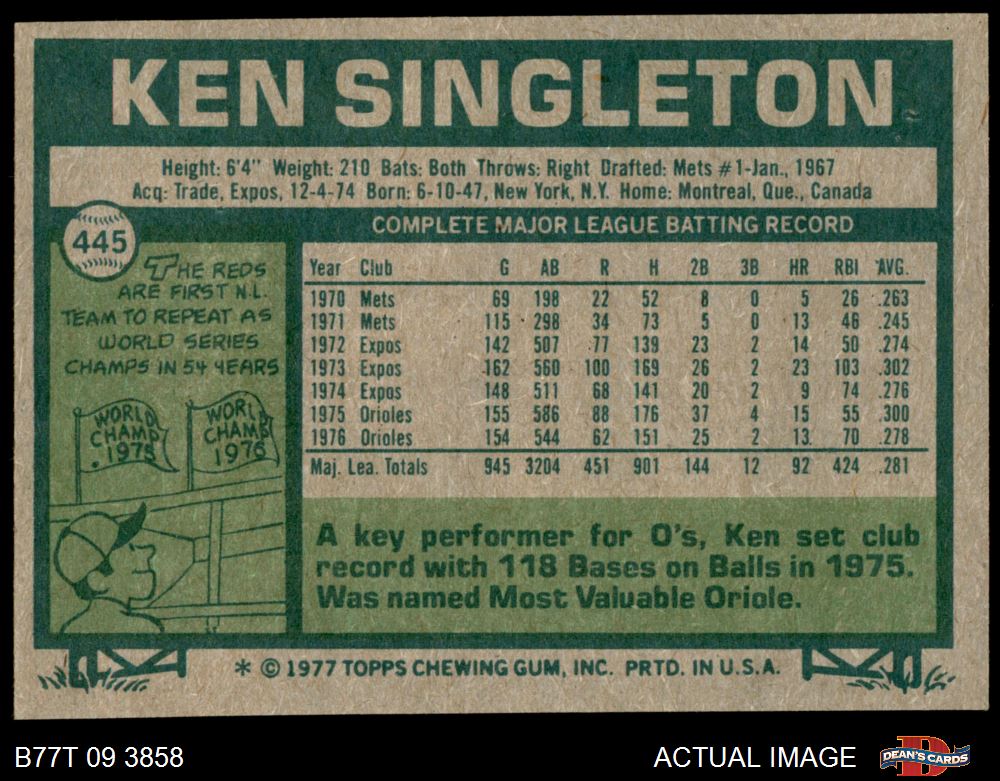 KEN SINGLETON
Height: 6'4" Weight: 210 Bats: Both Throws: Right Drafted: Mets #1-Jan., 1967
Acq: Trade, Expos, 12-4-74 Born: 6-10-47, New York, N.Y. Home: Montreal, Que., Canada
445
THE REDS
ARE FIRST N.L.
TEAM TO REPEAT AS
WORLD SERIES
CHAMPS IN 54 YEARS
WORLD
CHAMP
1975
WORLD
CHAMP
1976
COMPLETE MAJOR LEAGUE BATTING RECORD
Year Club G AB R H 2B 3B HR RBI AVG.
1970 Mets 69 198 22 52 8 0 5 26 .263
1971 Mets 115 298 34 73 5 0 13 46 .245
1972 Expos 142 507 77 139 23 2 14 50 .274
1973 Expos 162 560 100 169 26 2 23 103 .302
1974 Expos 148 511 68 141 20 2 9 74 .276
1975 Orioles 155 586 88 176 37 4 15 55 .300
1976 Orioles 154 544 62 151 25 2 13 70 .278
Maj. Lea. Totals 945 3204 451 901 144 12 92 424 .281
A key performer for O's, Ken set club
record with 118 Bases on Balls in 1975.
Was named Most Valuable Oriole.
* © 1977 TOPPS CHEWING GUM, INC. PRTD. IN U.S.A.
B77T 09 3858
ACTUAL IMAGE
DEAN'S CARDS